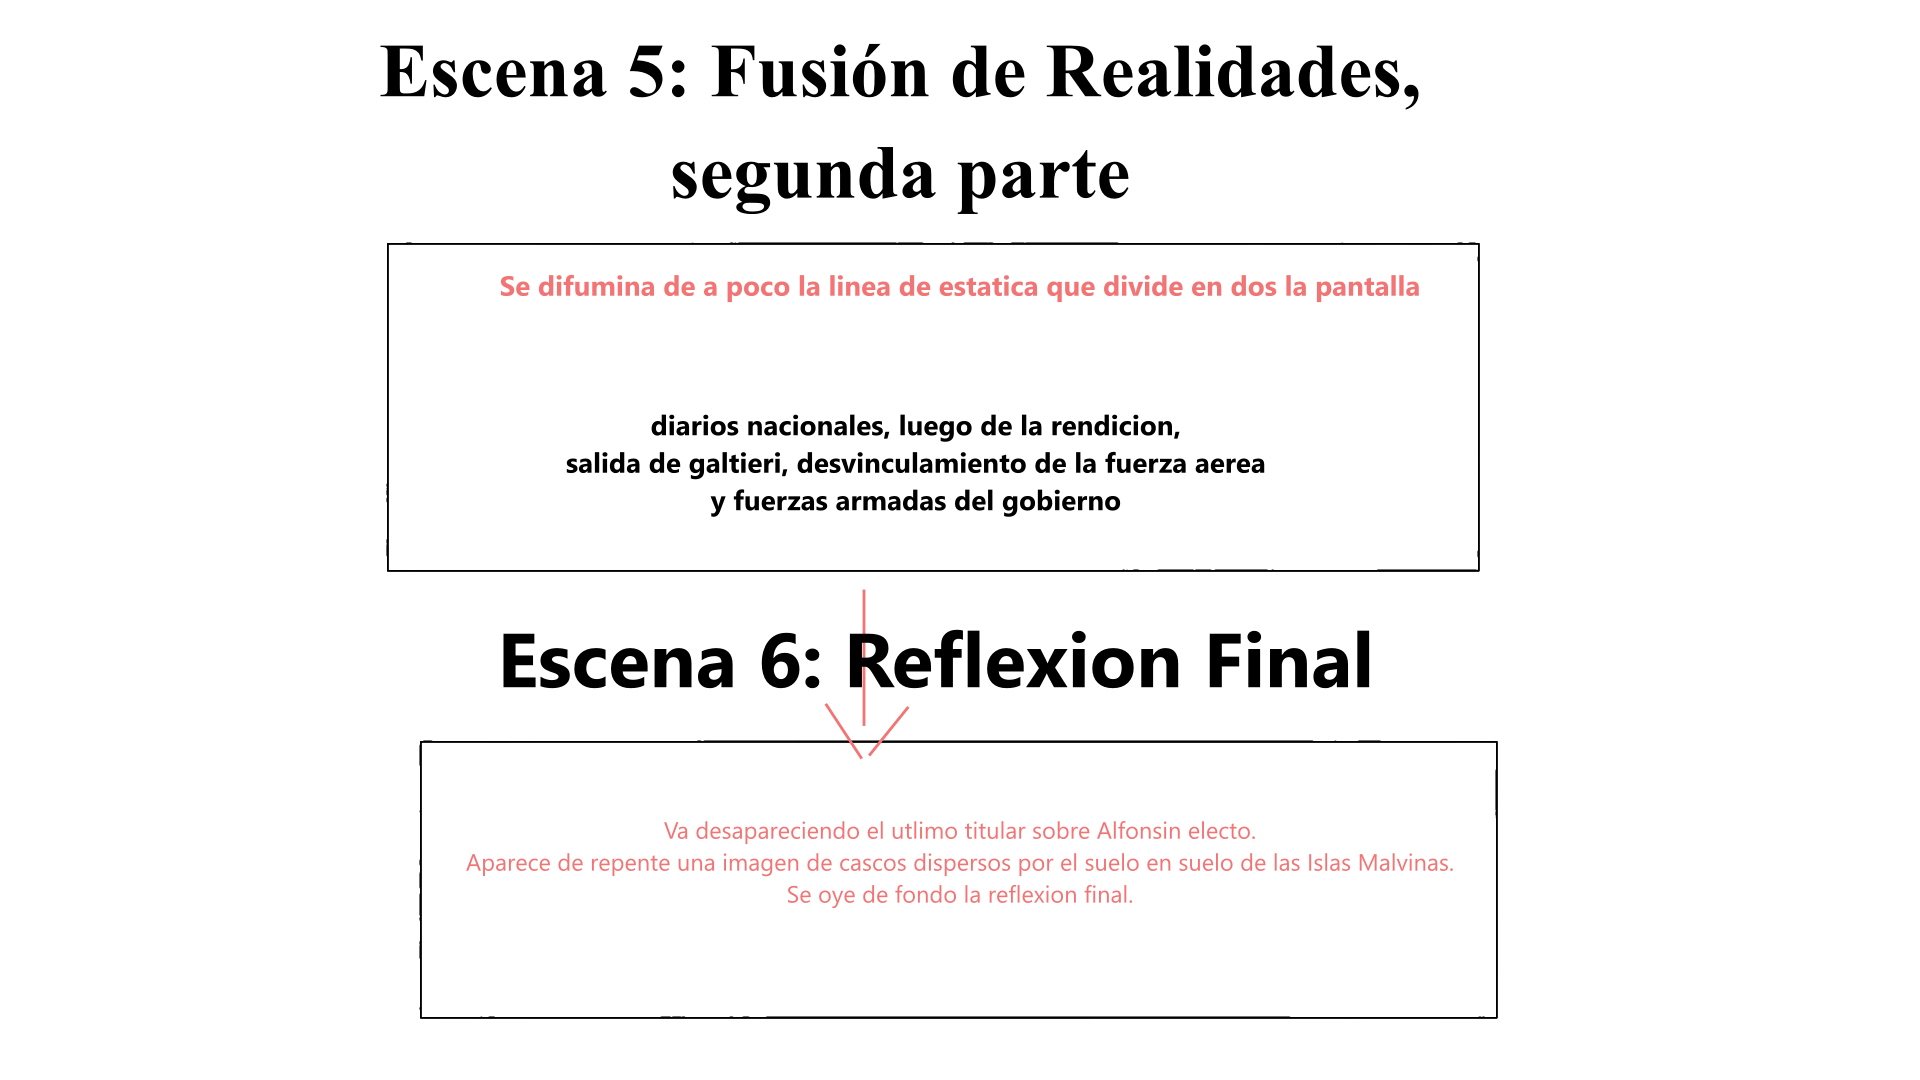 Escena 5: Fusión de Realidades,
segunda parte
Se difumina de a poco la linea de estatica que divide en dos la pantalla
diarios nacionales, luego de la rendicion,
salida de galtieri, desvinculamiento de la fuerza aerea
y fuerzas armadas del gobierno
Escena 6: Reflexion Final
Va desapareciendo el utlimo titular sobre Alfonsin electo.
Aparece de repente una imagen de cascos dispersos por el suelo en suelo de las Islas Malvinas.
Se oye de fondo la reflexion final.